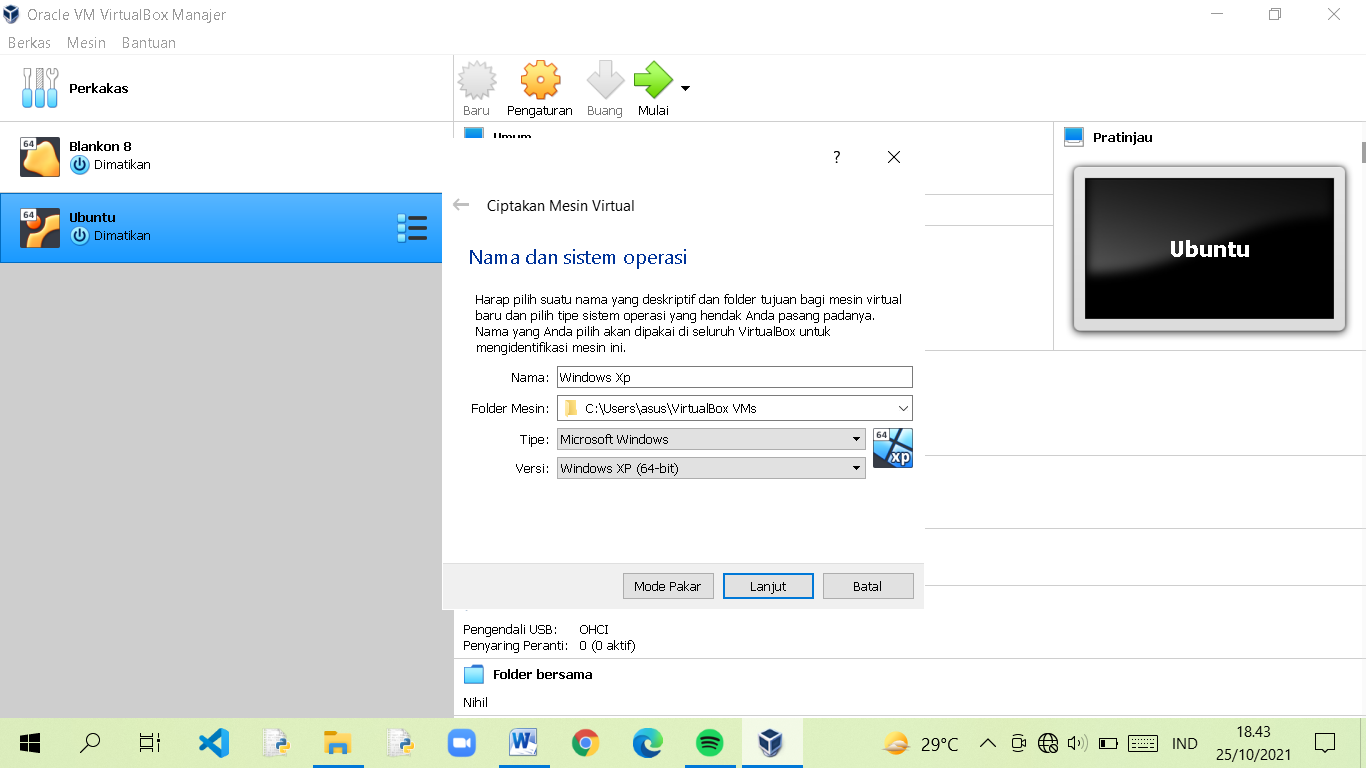 Oracle VM VirtualBox Manajer
Berkas Mesin Bantuan
Perkakas
Baru Pengaturan Buang Mulai
64 Blankon 8
Dimatikan
64 Ubuntu
Dimatikan
Umum
Pratinjau
Ubuntu
?
Ciptakan Mesin Virtual
Nama dan sistem operasi
Harap pilih suatu nama yang deskriptif dan folder tujuan bagi mesin virtual
baru dan pilih tipe sistem operasi yang hendak Anda pasang padanya.
Nama yang Anda pilih akan dipakai di seluruh VirtualBox untuk
mengidentifikasi mesin ini.
Nama: Windows Xp
Folder Mesin: C:\Users\asus\VirtualBox VMs
Tipe: Microsoft Windows
64 xp
Versi: Windows XP (64-bit)
Mode Pakar Lanjut Batal
Pengendali USB: OHCI
Penyaring Peranti: 0 (0 aktif)
Folder bersama
Nihil
29°C IND 18.43
25/10/2021